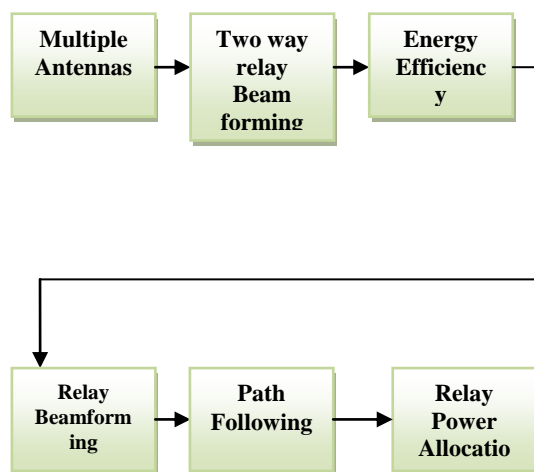 Multiple
Antennas
Two way
relay
Beam
forming
Energy
Efficienc
y
Relay
Beamform
ing
Path
Following
Relay
Power
Allocatio